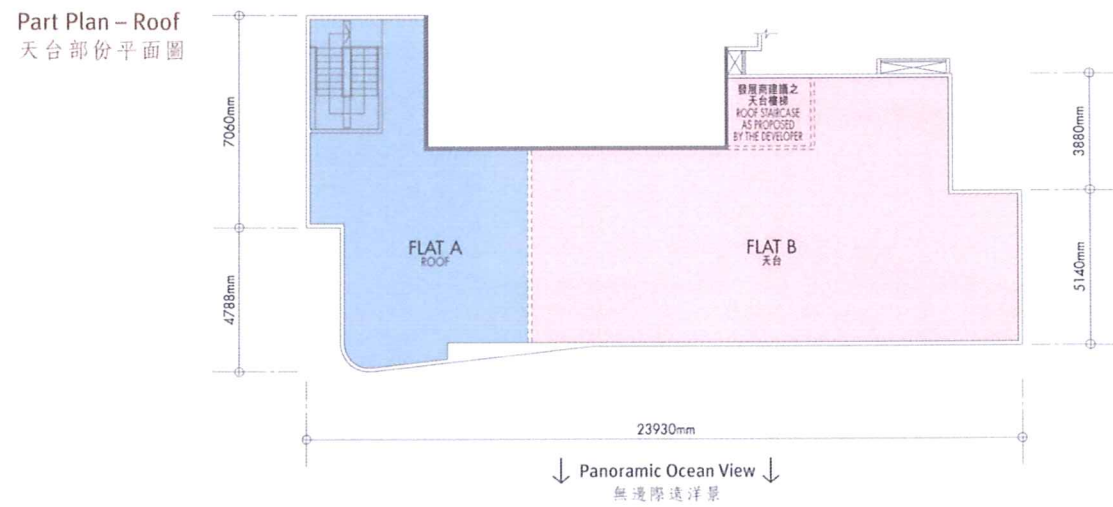 Part Plan – Roof
天台部份平面圖
7060mm
4788mm
發展商建議之
天台樓梯
ROOF STAIRCASE
AS PROPOSED
BY THE DEVELOPER
FLAT A
ROOF
FLAT B
天台
3880mm
5140mm
23930mm
↓ Panoramic Ocean View ↓
無邊際遠洋景